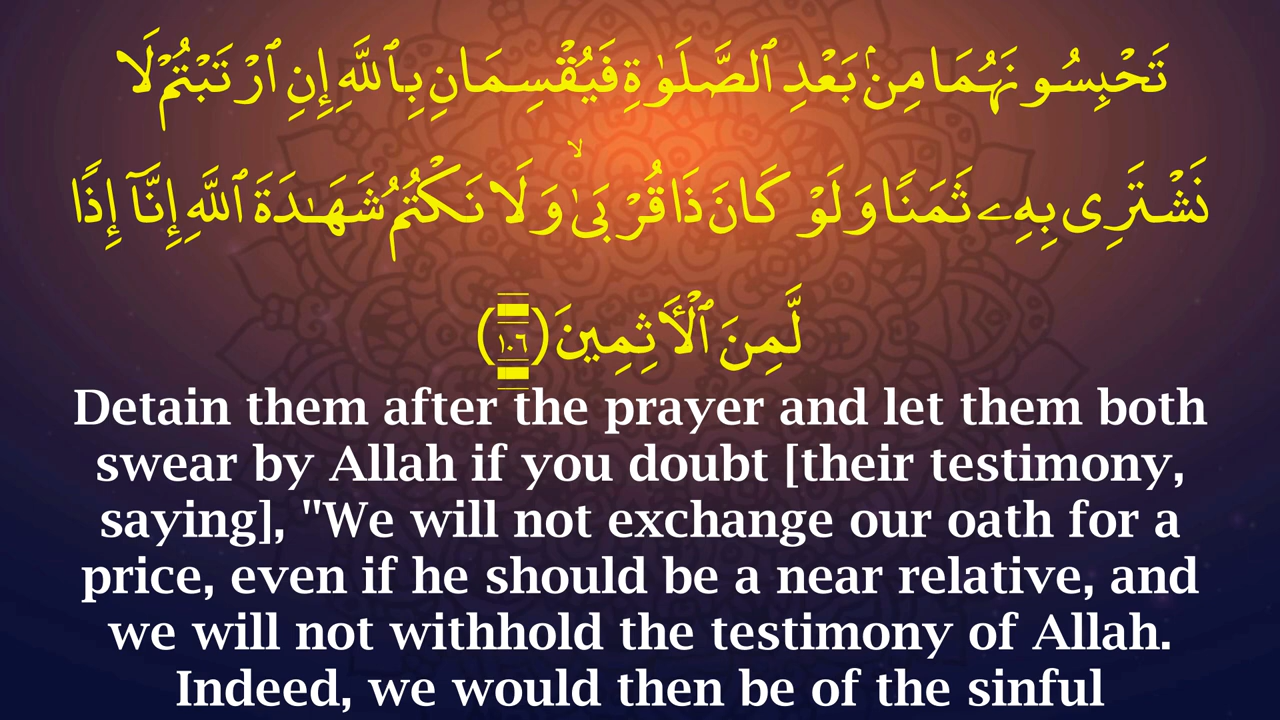 تَحْبِسُونَهُمَا مِنۢ بَعْدِ ٱلصَّلَوٰةِ فَيُقْسِمَانِ بِٱللَّهِ إِنِ ٱرْتَبْتُمْ لَا
نَشْتَرِى بِهِۦ ثَمَنًا وَلَوْ كَانَ ذَا قُرْبَىٰ ۙ وَلَا نَكْتُمُ شَهَـٰدَةَ ٱللَّهِ إِنَّآ إِذًا
لَّمِنَ ٱلْـَٔاثِمِينَ (١٠٦)
Detain them after the prayer and let them both
swear by Allah if you doubt [their testimony,
saying], "We will not exchange our oath for a
price, even if he should be a near relative, and
we will not withhold the testimony of Allah.
Indeed, we would then be of the sinful